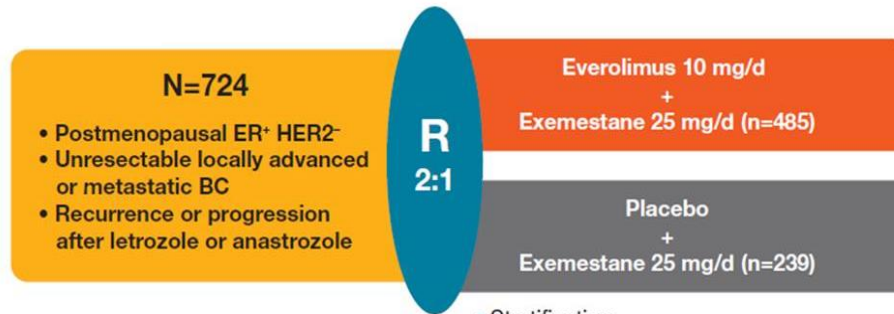 N=724
• Postmenopausal ER⁺ HER2⁻
• Unresectable locally advanced
or metastatic BC
• Recurrence or progression
after letrozole or anastrozole
R
2:1
Everolimus 10 mg/d
+
Exemestane 25 mg/d (n=485)
Placebo
+
Exemestane 25 mg/d (n=239)